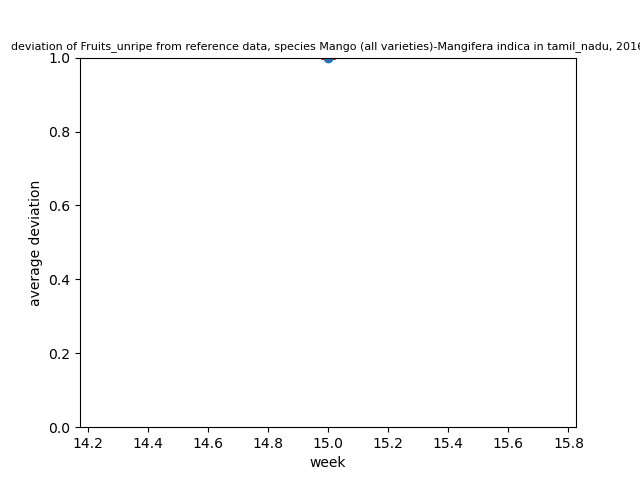 deviation of Fruits_unripe from reference data, species Mango (all varieties)-Mangifera indica in tamil_nadu, 2016
1.0
0.8
0.6
0.4
0.2
0.0
average deviation
14.2 14.4 14.6 14.8 15.0 15.2 15.4 15.6 15.8
week